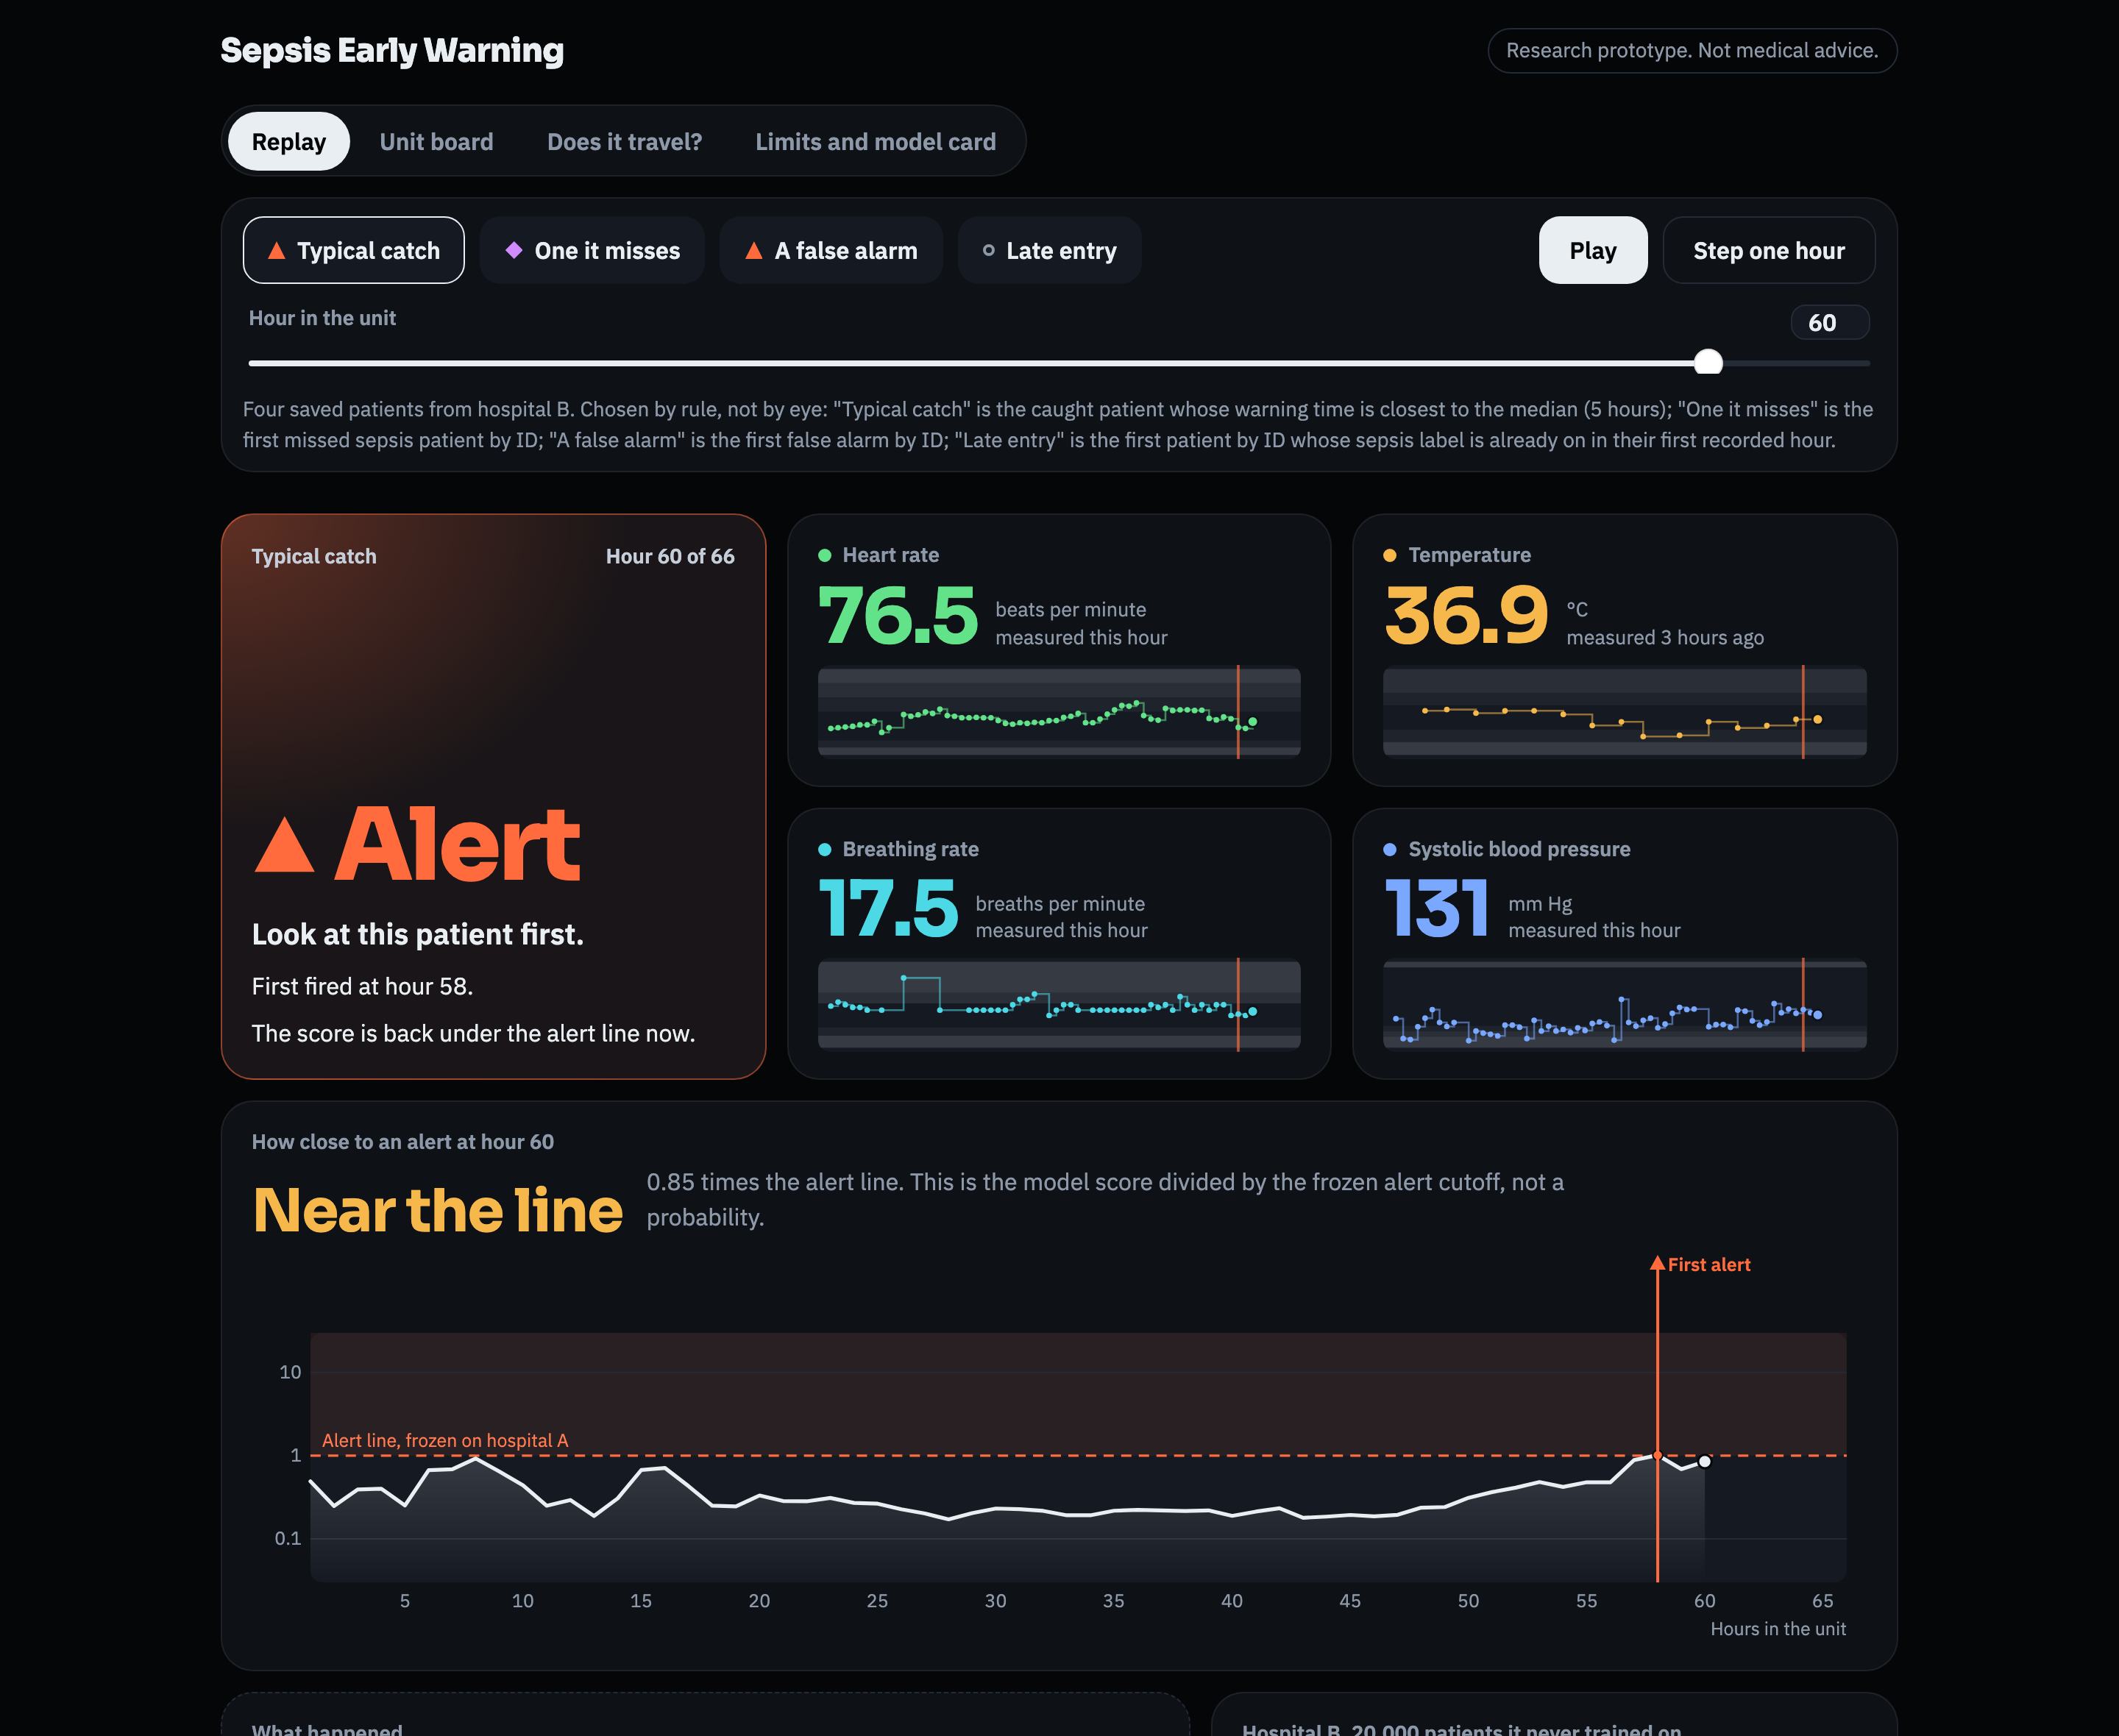 Sepsis Early Warning
Research prototype. Not medical advice.
Replay
Unit board
Does it travel?
Limits and model card
Typical catch
One it misses
A false alarm
Late entry
Play
Step one hour
Hour in the unit
60
Four saved patients from hospital B. Chosen by rule, not by eye: "Typical catch" is the caught patient whose warning time is closest to the median (5 hours); "One it misses" is the
first missed sepsis patient by ID; "A false alarm" is the first false alarm by ID; "Late entry" is the first patient by ID whose sepsis label is already on in their first recorded hour.
Typical catch
Hour 60 of 66
Alert
Look at this patient first.
First fired at hour 58.
The score is back under the alert line now.
Heart rate
76.5
beats per minute
measured this hour
Temperature
36.9
°C
measured 3 hours ago
Breathing rate
17.5
breaths per minute
measured this hour
Systolic blood pressure
131
mm Hg
measured this hour
How close to an alert at hour 60
Near the line
0.85 times the alert line. This is the model score divided by the frozen alert cutoff, not a
probability.
First alert
10
Alert line, frozen on hospital A
1
0.1
5
10
15
20
25
30
35
40
45
50
55
60
65
Hours in the unit
What happened
Hospital B, 20,000 patients it never trained on